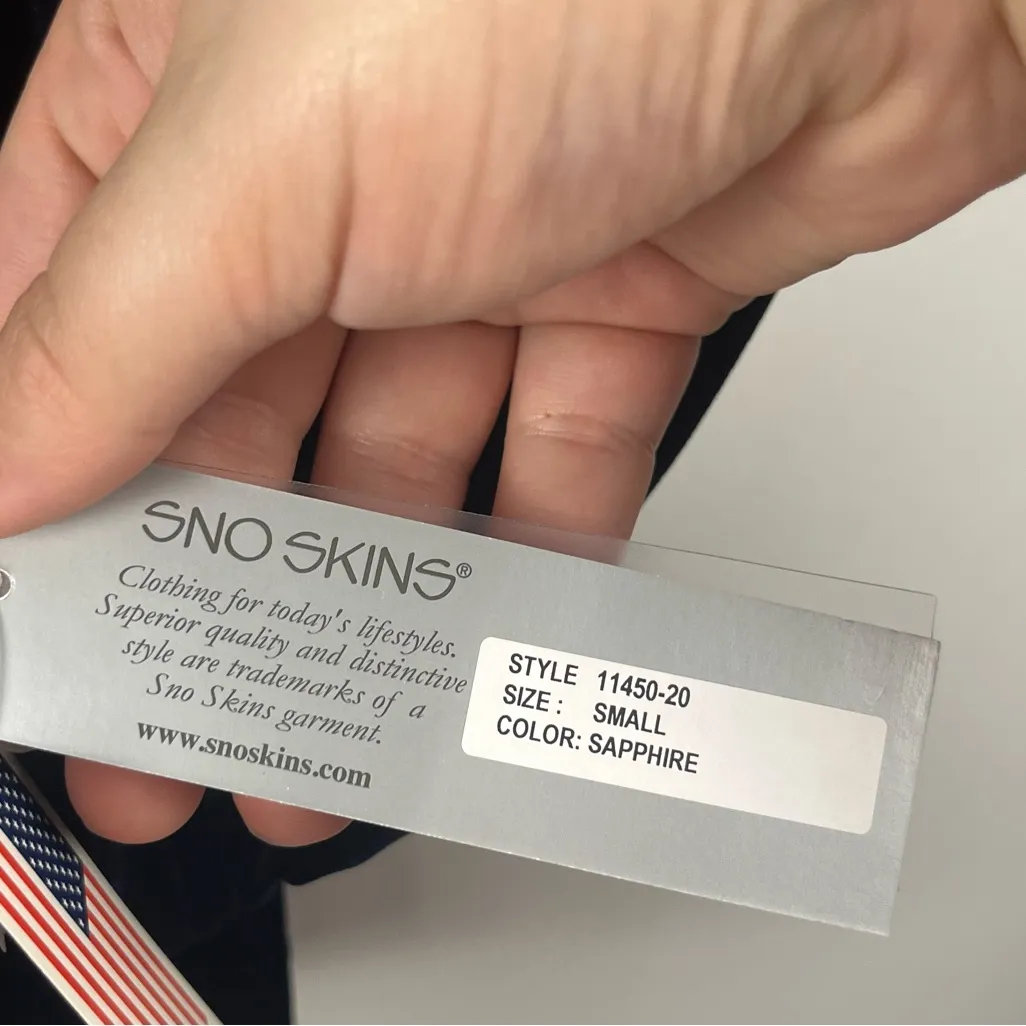 SNO SKINS®
Clothing for today's lifestyles.
Superior quality and distinctive
style are trademarks of a
Sno Skins garment.
www.snoskins.com
STYLE 11450-20
SIZE : SMALL
COLOR: SAPPHIRE